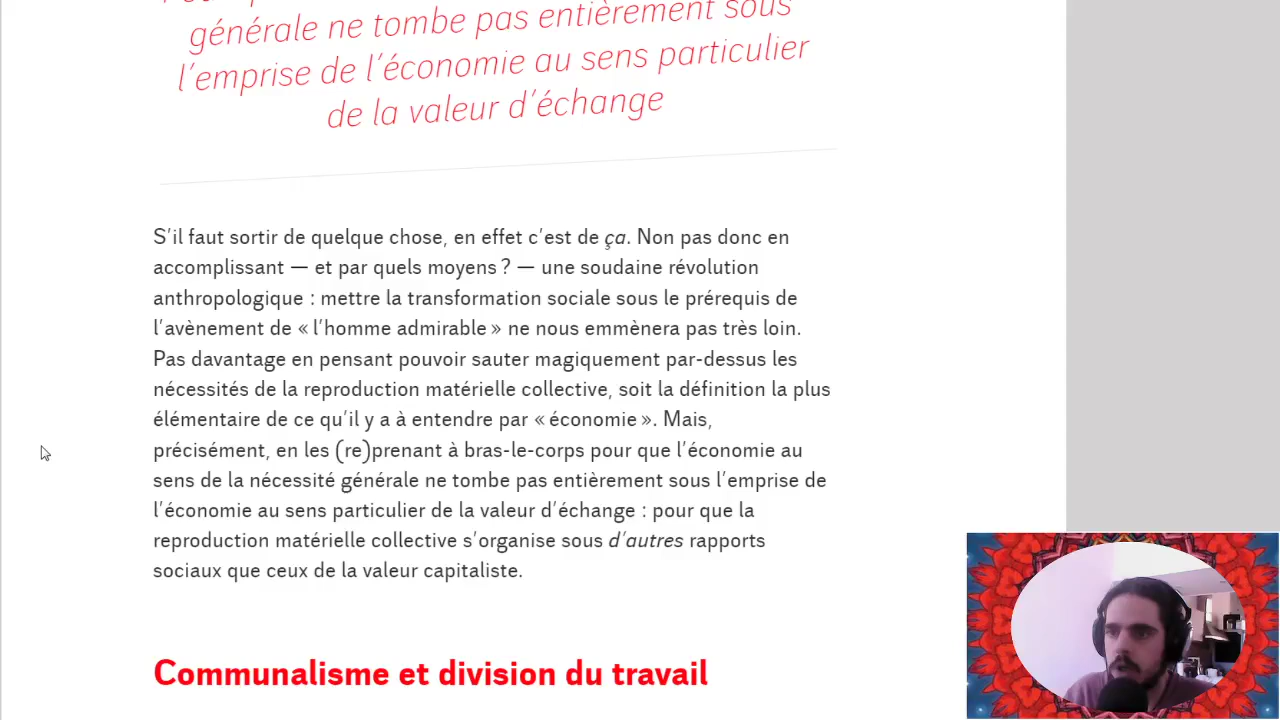 générale ne tombe pas entièrement sous
l’emprise de l’économie au sens particulier
de la valeur d’échange
S’il faut sortir de quelque chose, en effet c’est de ça. Non pas donc en
accomplissant — et par quels moyens ? — une soudaine révolution
anthropologique : mettre la transformation sociale sous le prérequis de
l’avènement de « l’homme admirable » ne nous emmènera pas très loin.
Pas davantage en pensant pouvoir sauter magiquement par-dessus les
nécessités de la reproduction matérielle collective, soit la définition la plus
élémentaire de ce qu’il y a à entendre par « économie ». Mais,
précisément, en les (re)prenant à bras-le-corps pour que l’économie au
sens de la nécessité générale ne tombe pas entièrement sous l’emprise de
l’économie au sens particulier de la valeur d’échange : pour que la
reproduction matérielle collective s’organise sous d’autres rapports
sociaux que ceux de la valeur capitaliste.
Communalisme et division du travail